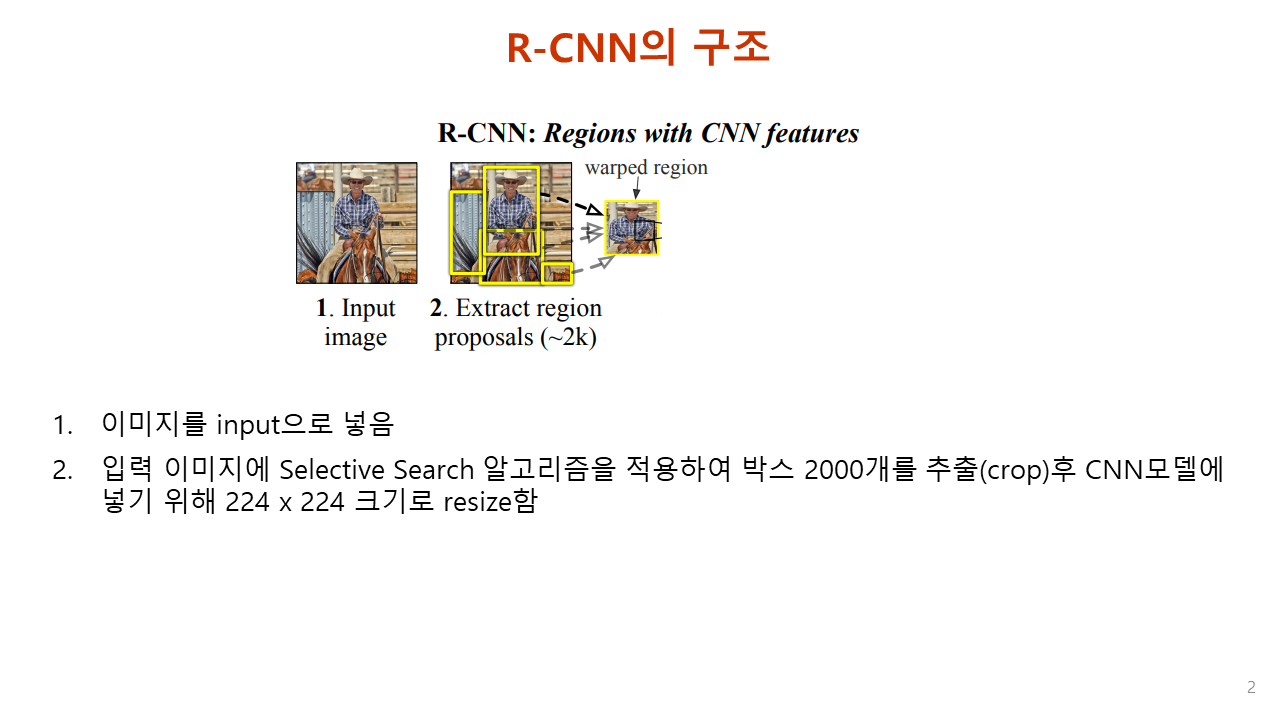 R-CNN의 구조
R-CNN: Regions with CNN features
warped region
1. Input
image
2. Extract region
proposals (~2k)
1. 이미지를 input으로 넣음
2. 입력 이미지에 Selective Search 알고리즘을 적용하여 박스 2000개를 추출(crop)후 CNN모델에
넣기 위해 224 x 224 크기로 resize함
2